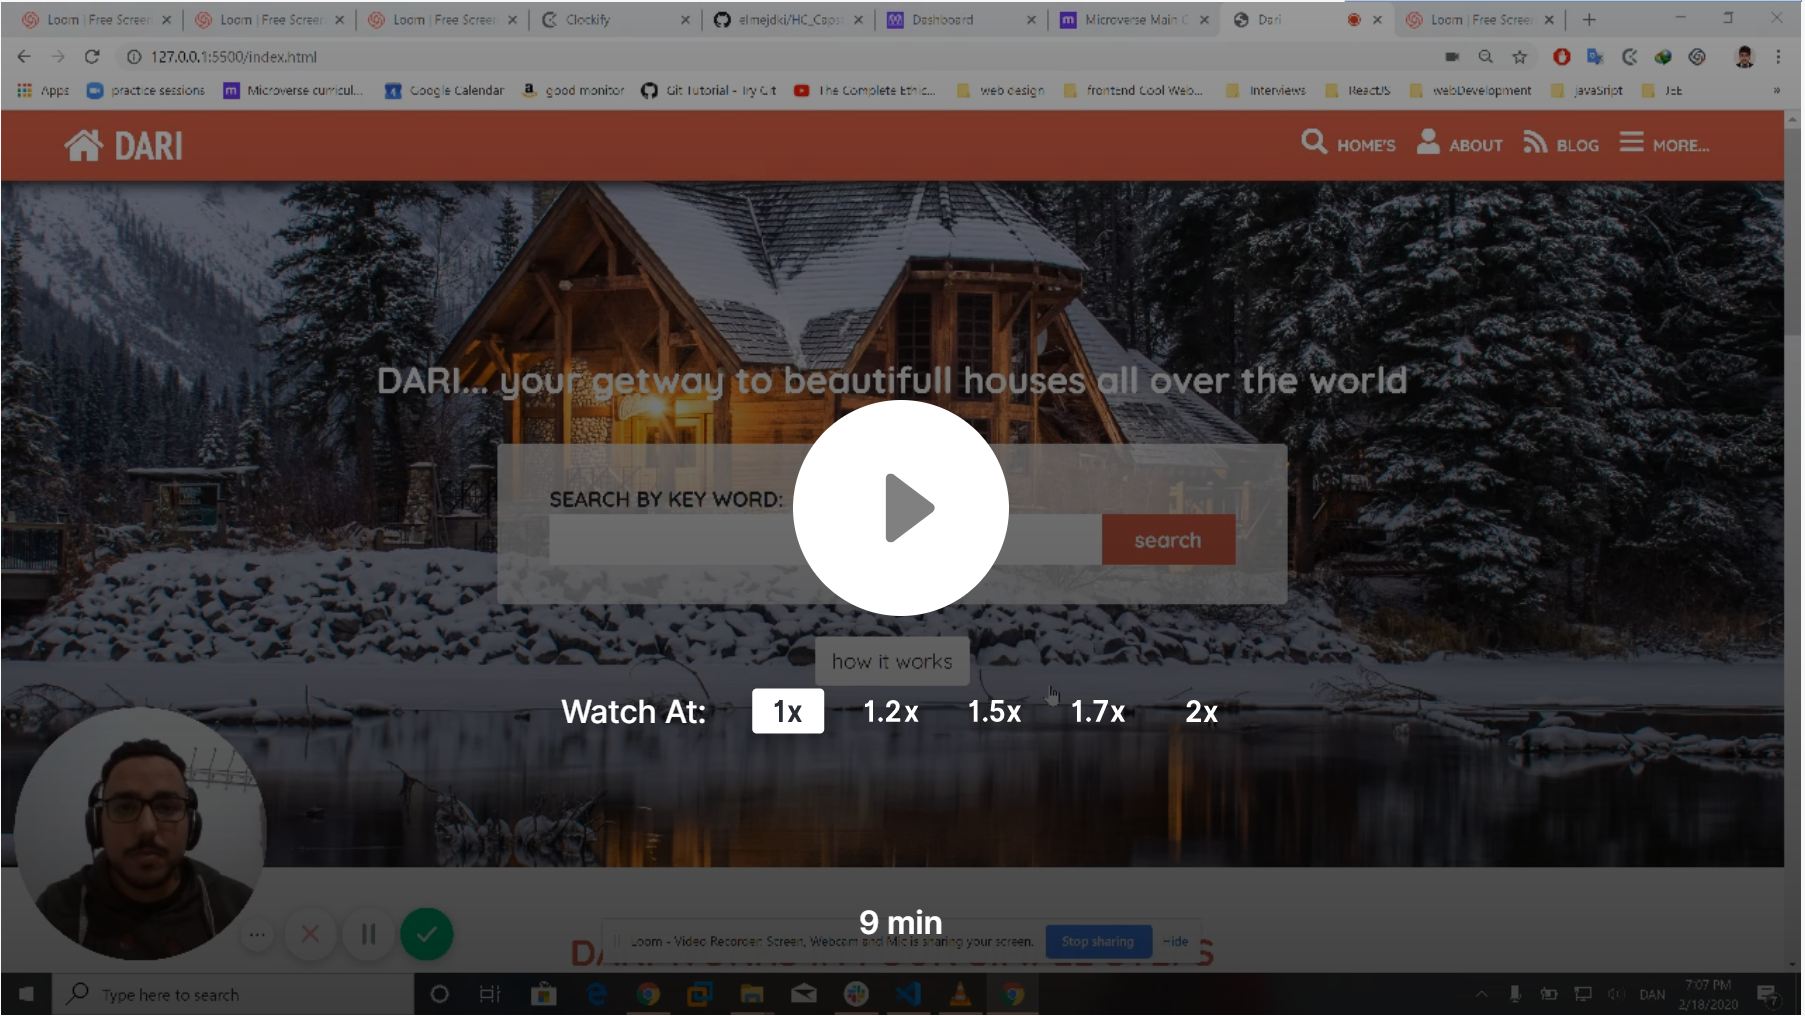 Loom | Free Screen
Loom | Free Screen
Loom | Free Screen
Clockify
elmejdki/HC_Caps
Dashboard
Microverse Main C
Dari
Loom | Free Screen
127.0.0.1:5500/index.html
Apps
practice sessions
Microverse curricul...
Google Calendar
good monitor
Git Tutorial - Try Git
The Complete Ethic...
web design
frontEnd Cool Web...
Interviews
ReactJS
webDevelopment
javaSript
JEE
»
DARI
HOME'S
ABOUT
BLOG
MORE...
DARI... your getway to beautifull houses all over the world
SEARCH BY KEY WORD:
search
how it works
Watch At:
1x
1.2x
1.5x
1.7x
2x
9 min
Loom - Video Recorder: Screen, Webcam and Mic is sharing your screen.
Stop sharing
Hide
Type here to search
DAN
7:07 PM
2/18/2020
7